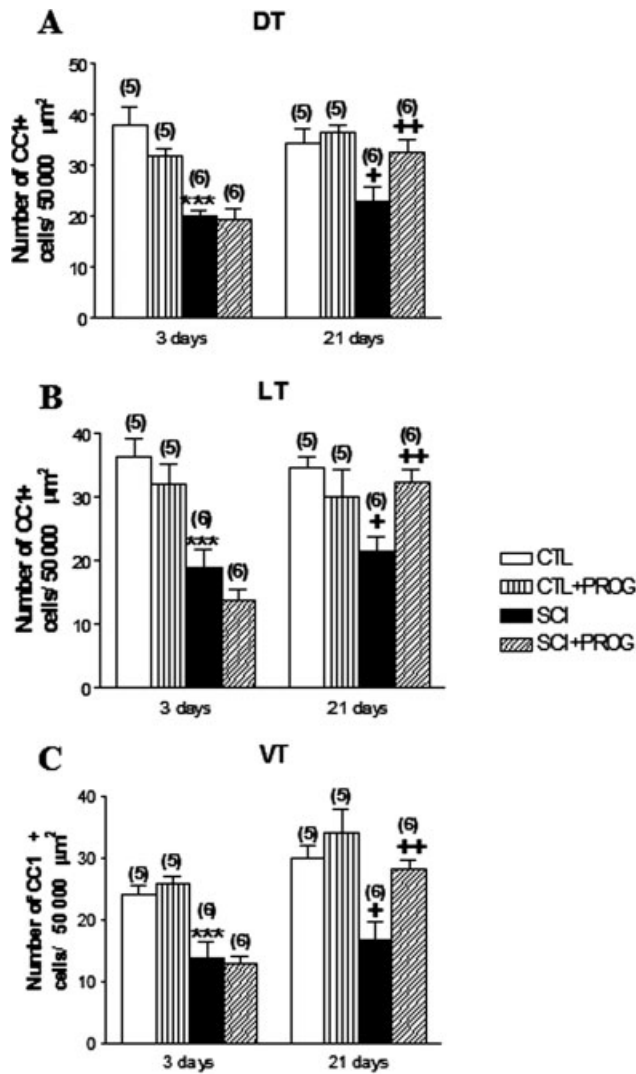 A
DT
Number of CC1+
cells/ 50 000 μm²
50
40
30
20
10
0
(5)
(5)
(6)
***
(6)
(5)
(5)
(6)
+
(6)
++
3 days
21 days
B
LT
Number of CC1+
cells/ 50 000 μm²
40
30
20
10
0
(5)
(5)
(6)
***
(6)
(5)
(5)
(6)
+
(6)
++
3 days
21 days
CTL
CTL+PROG
SCI
SCI+PROG
C
VT
Number of CC1 +
cells/ 50 000 μm²
40
30
20
10
0
(5)
(5)
(6)
***
(6)
(5)
(5)
(6)
+
(6)
++
3 days
21 days